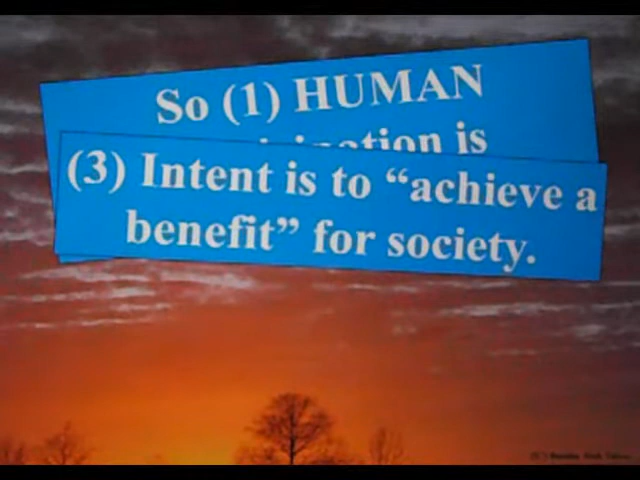 So (1) HUMAN
is
(3) Intent is to “achieve a
benefit” for society.